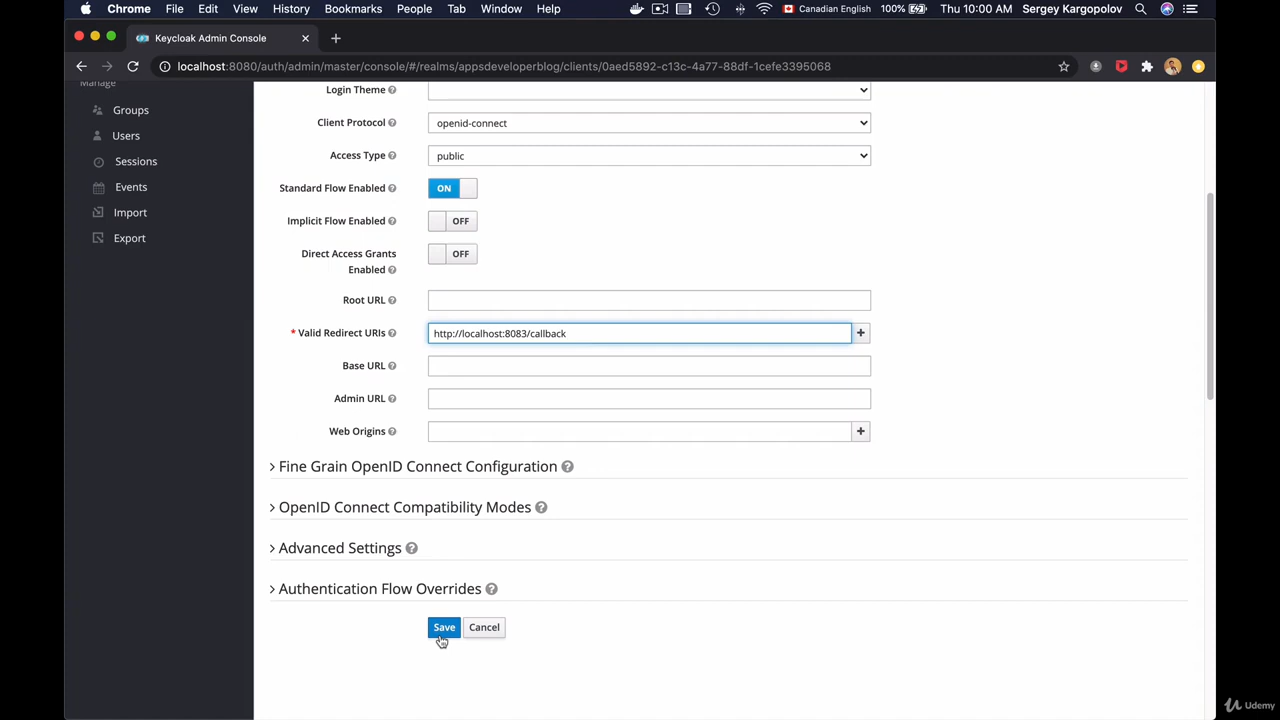 Chrome File Edit View History Bookmarks People Tab Window Help Canadian English 100% Thu 10:00 AM Sergey Kargopolov
Keycloak Admin Console
localhost:8080/auth/admin/master/console/#/realms/appsdeveloperblog/clients/0aed5892-c13c-4a77-88df-1cefe3395068
Manage
Groups
Users
Sessions
Events
Import
Export
Login Theme
Client Protocol openid-connect
Access Type public
Standard Flow Enabled ON
Implicit Flow Enabled OFF
Direct Access Grants
Enabled OFF
Root URL
* Valid Redirect URIs http://localhost:8083/callback
Base URL
Admin URL
Web Origins
Fine Grain OpenID Connect Configuration
OpenID Connect Compatibility Modes
Advanced Settings
Authentication Flow Overrides
Save Cancel
Udemy